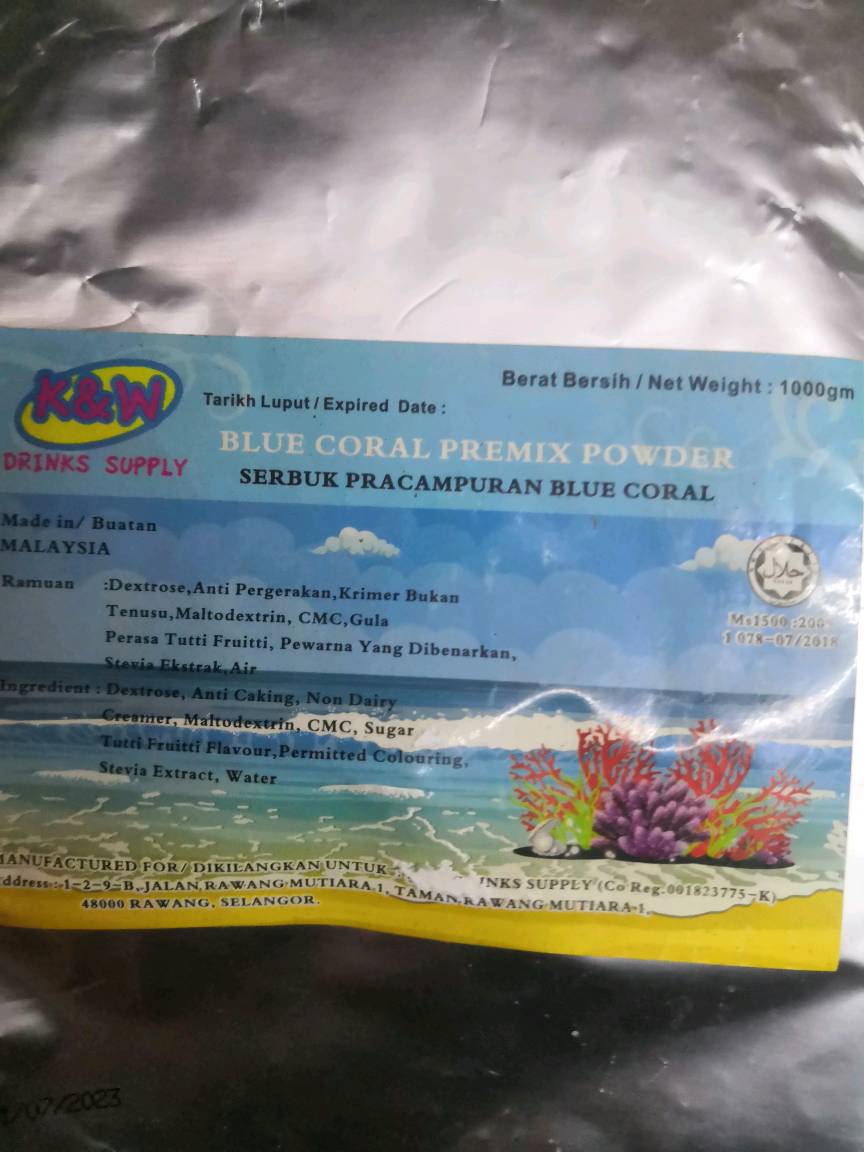 K&W
DRINKS SUPPLY
Berat Bersih / Net Weight : 1000gm
Tarikh Luput / Expired Date :
BLUE CORAL PREMIX POWDER
SERBUK PRACAMPURAN BLUE CORAL
Made in/ Buatan
MALAYSIA
حلال
Ms1500 :200
1 078-07/2018
Ramuan :Dextrose,Anti Pergerakan,Krimer Bukan
Tenusu,Maltodextrin, CMC,Gula
Perasa Tutti Fruitti, Pewarna Yang Dibenarkan,
Stevia Ekstrak,Air
Ingredient : Dextrose, Anti Caking, Non Dairy
Creamer, Maltodextrin, CMC, Sugar
Tutti Fruitti Flavour,Permitted Colouring,
Stevia Extract, Water
MANUFACTURED FOR/ DIKILANGKAN UNTUK : INKS SUPPLY (Co Reg.001823775-K)
ddress : 1-2-9-B, JALAN RAWANG MUTIARA 1, TAMAN RAWANG MUTIARA 1,
48000 RAWANG, SELANGOR.
/07/2023